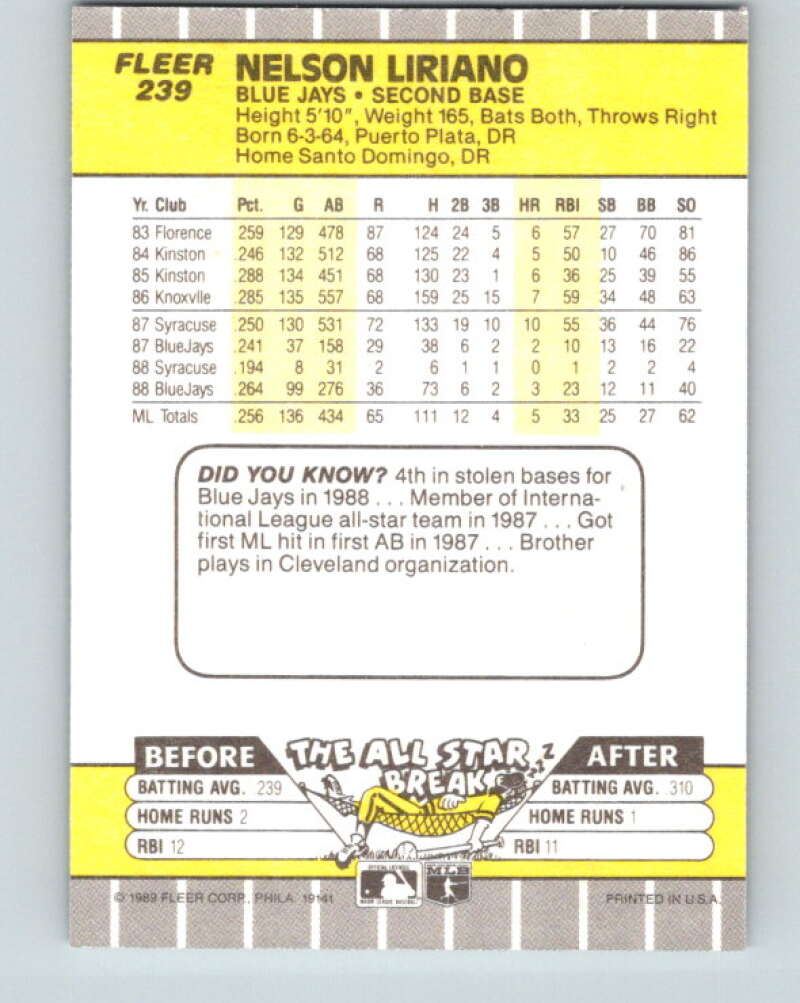 FLEER
239
NELSON LIRIANO
BLUE JAYS • SECOND BASE
Height 5'10", Weight 165, Bats Both, Throws Right
Born 6-3-64, Puerto Plata, DR
Home Santo Domingo, DR
Yr. Club Pct. G AB R H 2B 3B HR RBI SB BB SO
83 Florence .259 129 478 87 124 24 5 6 57 27 70 81
84 Kinston .246 132 512 68 125 22 4 5 50 10 46 86
85 Kinston .288 134 451 68 130 23 1 6 36 25 39 55
86 Knoxvlle .285 135 557 68 159 25 15 7 59 34 48 63
87 Syracuse .250 130 531 72 133 19 10 10 55 36 44 76
87 BlueJays .241 37 158 29 38 6 2 2 10 13 16 22
88 Syracuse .194 8 31 2 6 1 1 0 1 2 2 4
88 BlueJays .264 99 276 36 73 6 2 3 23 12 11 40
ML Totals .256 136 434 65 111 12 4 5 33 25 27 62
DID YOU KNOW? 4th in stolen bases for
Blue Jays in 1988 . . . Member of Interna-
tional League all-star team in 1987 . . . Got
first ML hit in first AB in 1987 . . . Brother
plays in Cleveland organization.
BEFORE THE ALL STAR BREAK ZZZZ AFTER
BATTING AVG. .239 BATTING AVG. .310
HOME RUNS 2 HOME RUNS 1
RBI 12 RBI 11
MLB
© 1989 FLEER CORP., PHILA. 19141 PRINTED IN U.S.A.